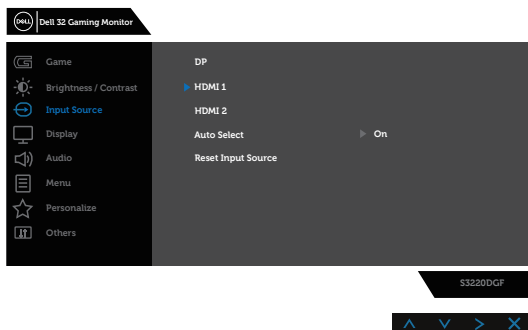 DELL
Dell 32 Gaming Monitor
Game
DP
Brightness / Contrast
HDMI 1
Input Source
HDMI 2
Display
Auto Select
On
Audio
Reset Input Source
Menu
Personalize
Others
S3220DGF